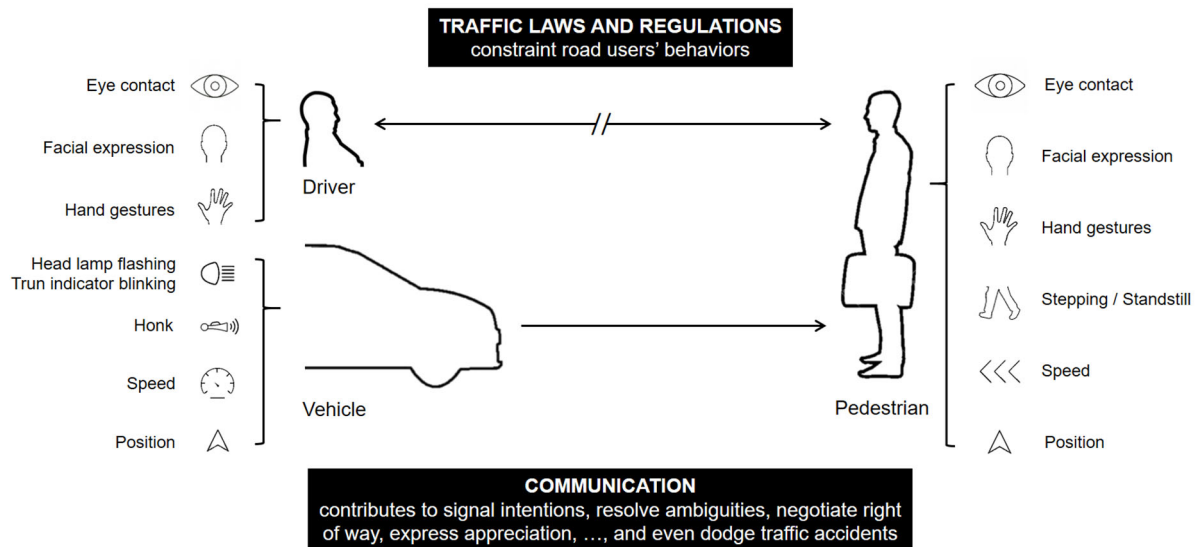 TRAFFIC LAWS AND REGULATIONS
constraint road users' behaviors
Eye contact
Facial expression
Hand gestures
Driver
Head lamp flashing
Trun indicator blinking
Honk
Speed
Position
Vehicle
//
Pedestrian
Eye contact
Facial expression
Hand gestures
Stepping / Standstill
Speed
Position
COMMUNICATION
contributes to signal intentions, resolve ambiguities, negotiate right
of way, express appreciation, …, and even dodge traffic accidents